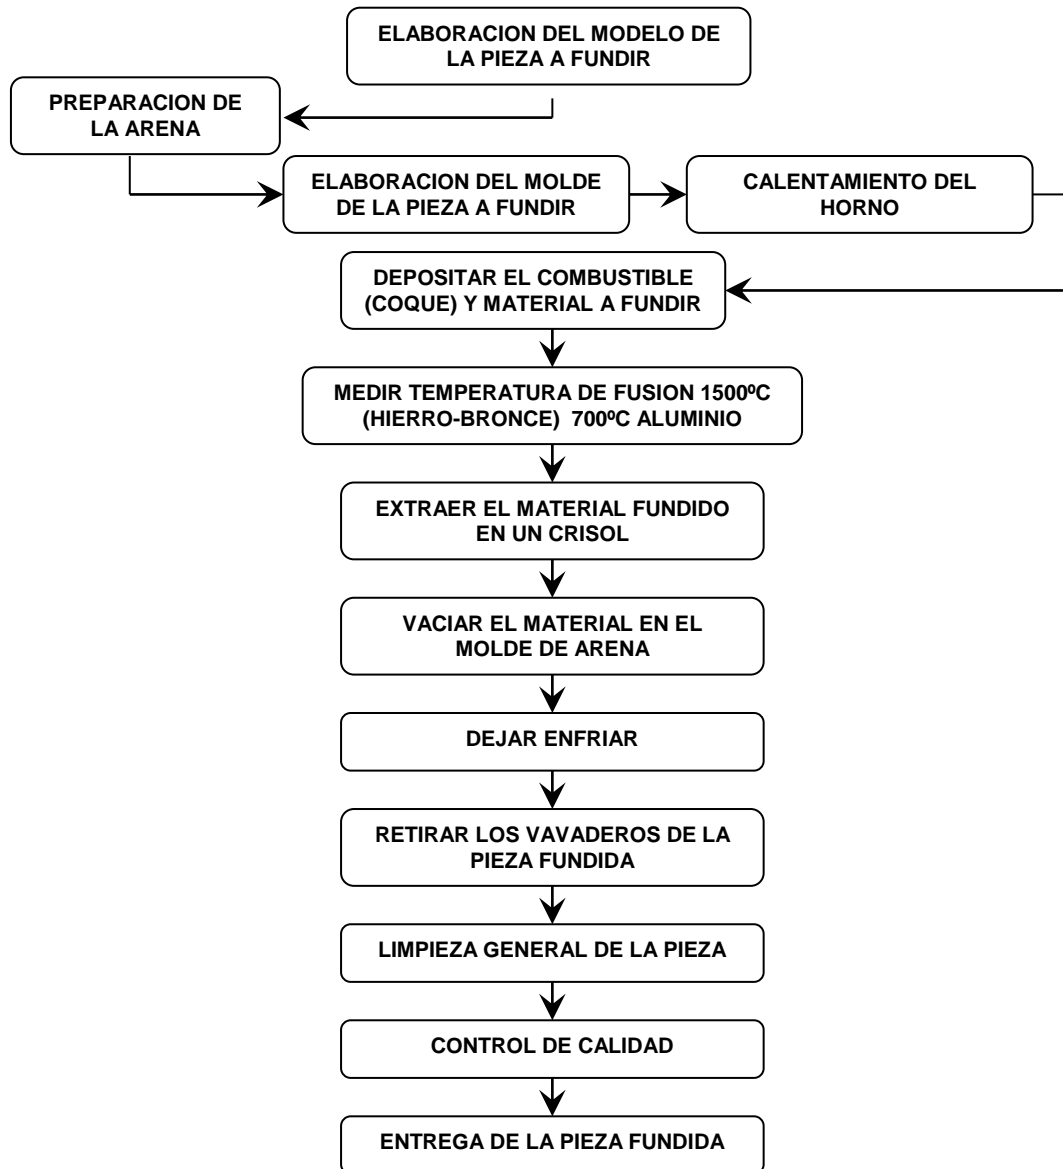 ELABORACION DEL MODELO DE
LA PIEZA A FUNDIR
PREPARACION DE
LA ARENA
ELABORACION DEL MOLDE
DE LA PIEZA A FUNDIR
CALENTAMIENTO DEL
HORNO
DEPOSITAR EL COMBUSTIBLE
(COQUE) Y MATERIAL A FUNDIR
MEDIR TEMPERATURA DE FUSION 1500ºC
(HIERRO-BRONCE) 700ºC ALUMINIO
EXTRAER EL MATERIAL FUNDIDO
EN UN CRISOL
VACIAR EL MATERIAL EN EL
MOLDE DE ARENA
DEJAR ENFRIAR
RETIRAR LOS VAVADEROS DE LA
PIEZA FUNDIDA
LIMPIEZA GENERAL DE LA PIEZA
CONTROL DE CALIDAD
ENTREGA DE LA PIEZA FUNDIDA